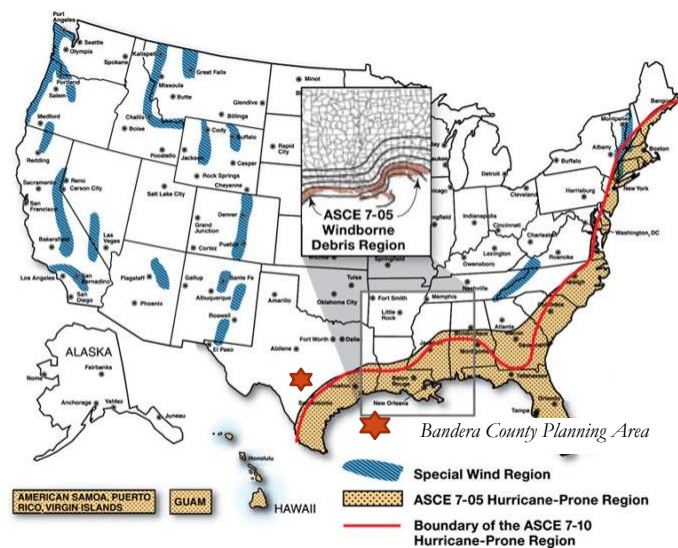 Port
Angeles
Seattle
Olympia
Spokane
Kalispell
Great Falls
Minot
Portland
Salem
Missoula
Butte
Glendive
Billings
Medford
Challis
Boise
Cody
Buffalo
Rapid
City
Redding
Pocatello
Jackson
Casper
Rock Springs
Cheyenne
Sacramento
Reno
Carson City
San
Francisco
Salt Lake City
Denver
Grand
Junction
Pueblo
Cortez
Bakersfield
Las
Vegas
Los Angeles
San
Bernardino
San
Diego
Flagstaff
Phoenix
Gallup
Santa Fe
Albuquerque
Roswell
El Paso
Amarillo
Tulsa
Oklahoma City
Fort Worth
Abilene
ASCE 7-05
Windborne
Debris Region
Springfield
Fort Smith
Little
Rock
Memphis
Nashville
Owensboro
Lexington
Indianapolis
Cincinnati
Charleston
Roanoke
Detroit
Cleveland
Buffalo
Harrisburg
Albany
Montpelier
Bangor
Boston
New York
Washington, DC
Raleigh
Atlanta
Montgomery
Tallahassee
Orlando
Tampa
New Orleans
ALASKA
Nome
Fairbanks
Anchorage
Valdez
Juneau
Honolulu
HAWAII
AMERICAN SAMOA, PUERTO
RICO, VIRGIN ISLANDS
GUAM
Bandera County Planning Area
Special Wind Region
ASCE 7-05 Hurricane-Prone Region
Boundary of the ASCE 7-10
Hurricane-Prone Region